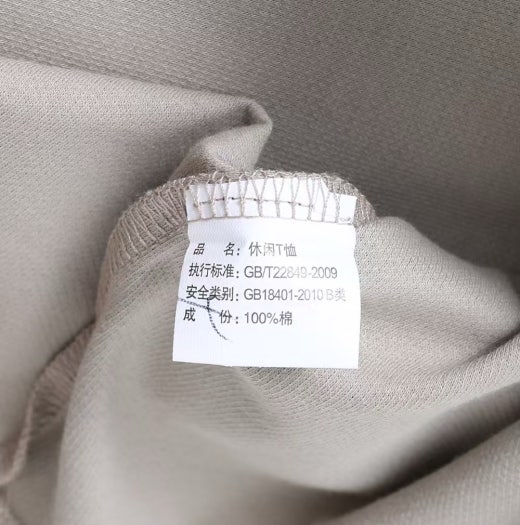 品 名: 休闲T恤
执行标准: GB/T22849-2009
安全类别: GB18401-2010 B类
成 份: 100%棉